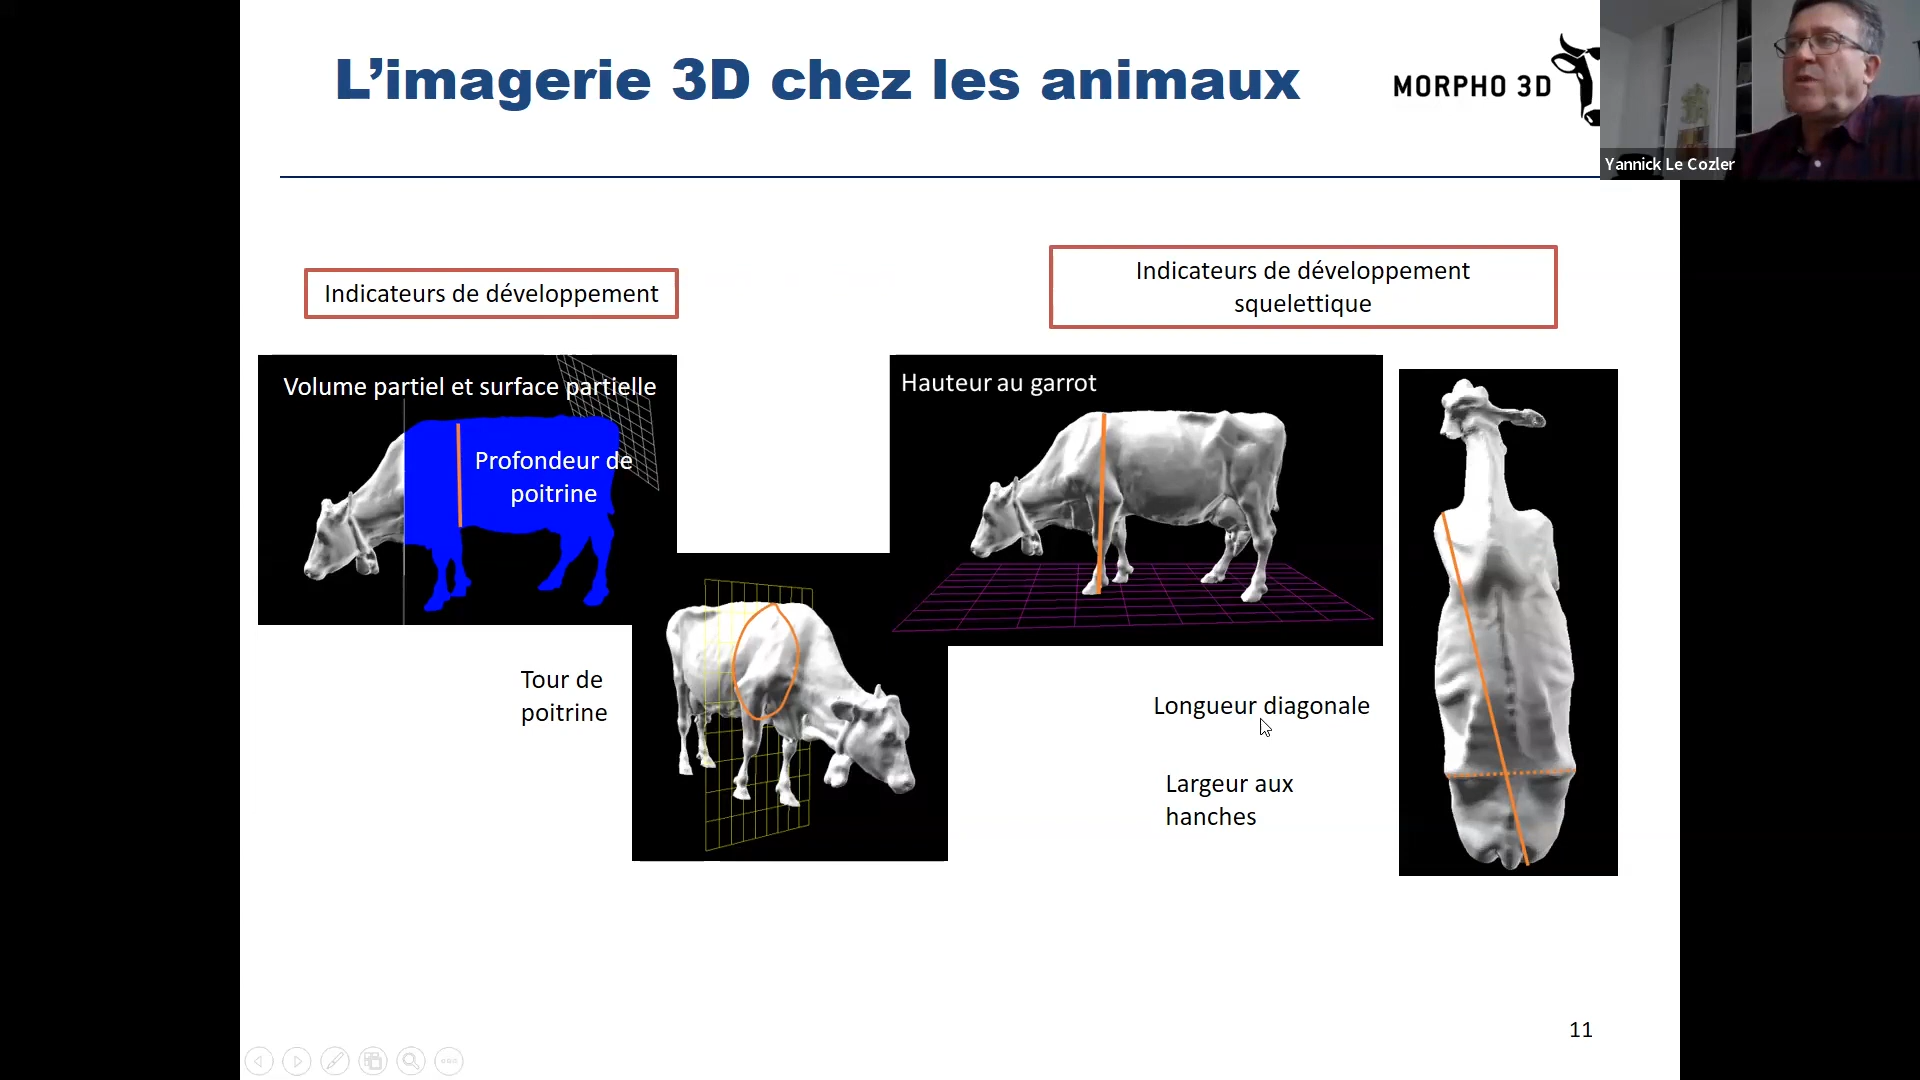 L’imagerie 3D chez les animaux
MORPHO 3D
Yannick Le Cozler
Indicateurs de développement
Indicateurs de développement
squelettique
Volume partiel et surface partielle
Profondeur de
poitrine
Hauteur au garrot
Tour de
poitrine
Longueur diagonale
Largeur aux
hanches
11